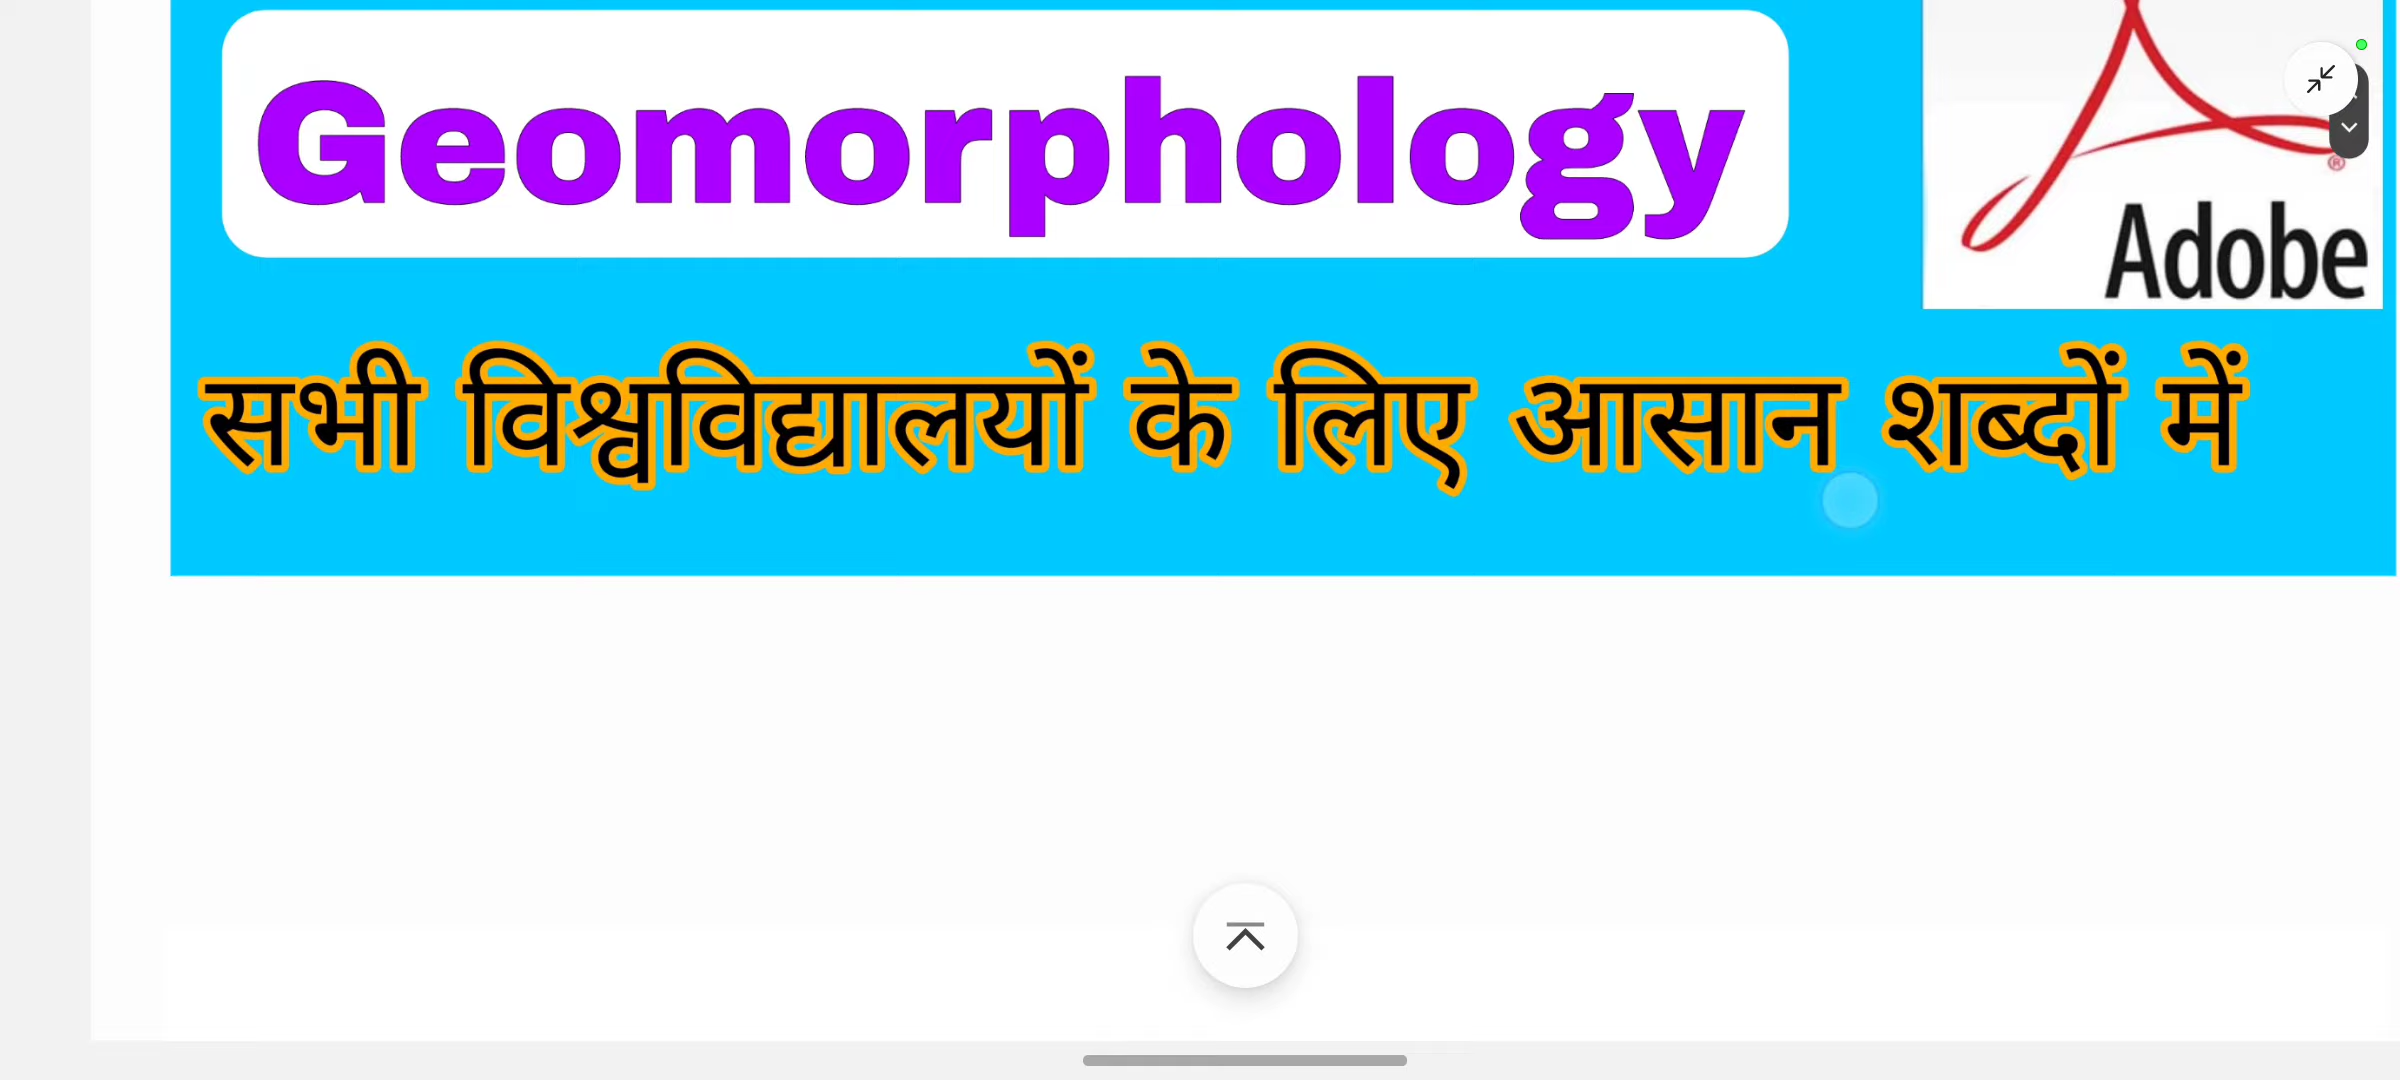 Geomorphology
®
Adobe
सभी विश्वविद्यालयों के लिए आसान शब्दों में